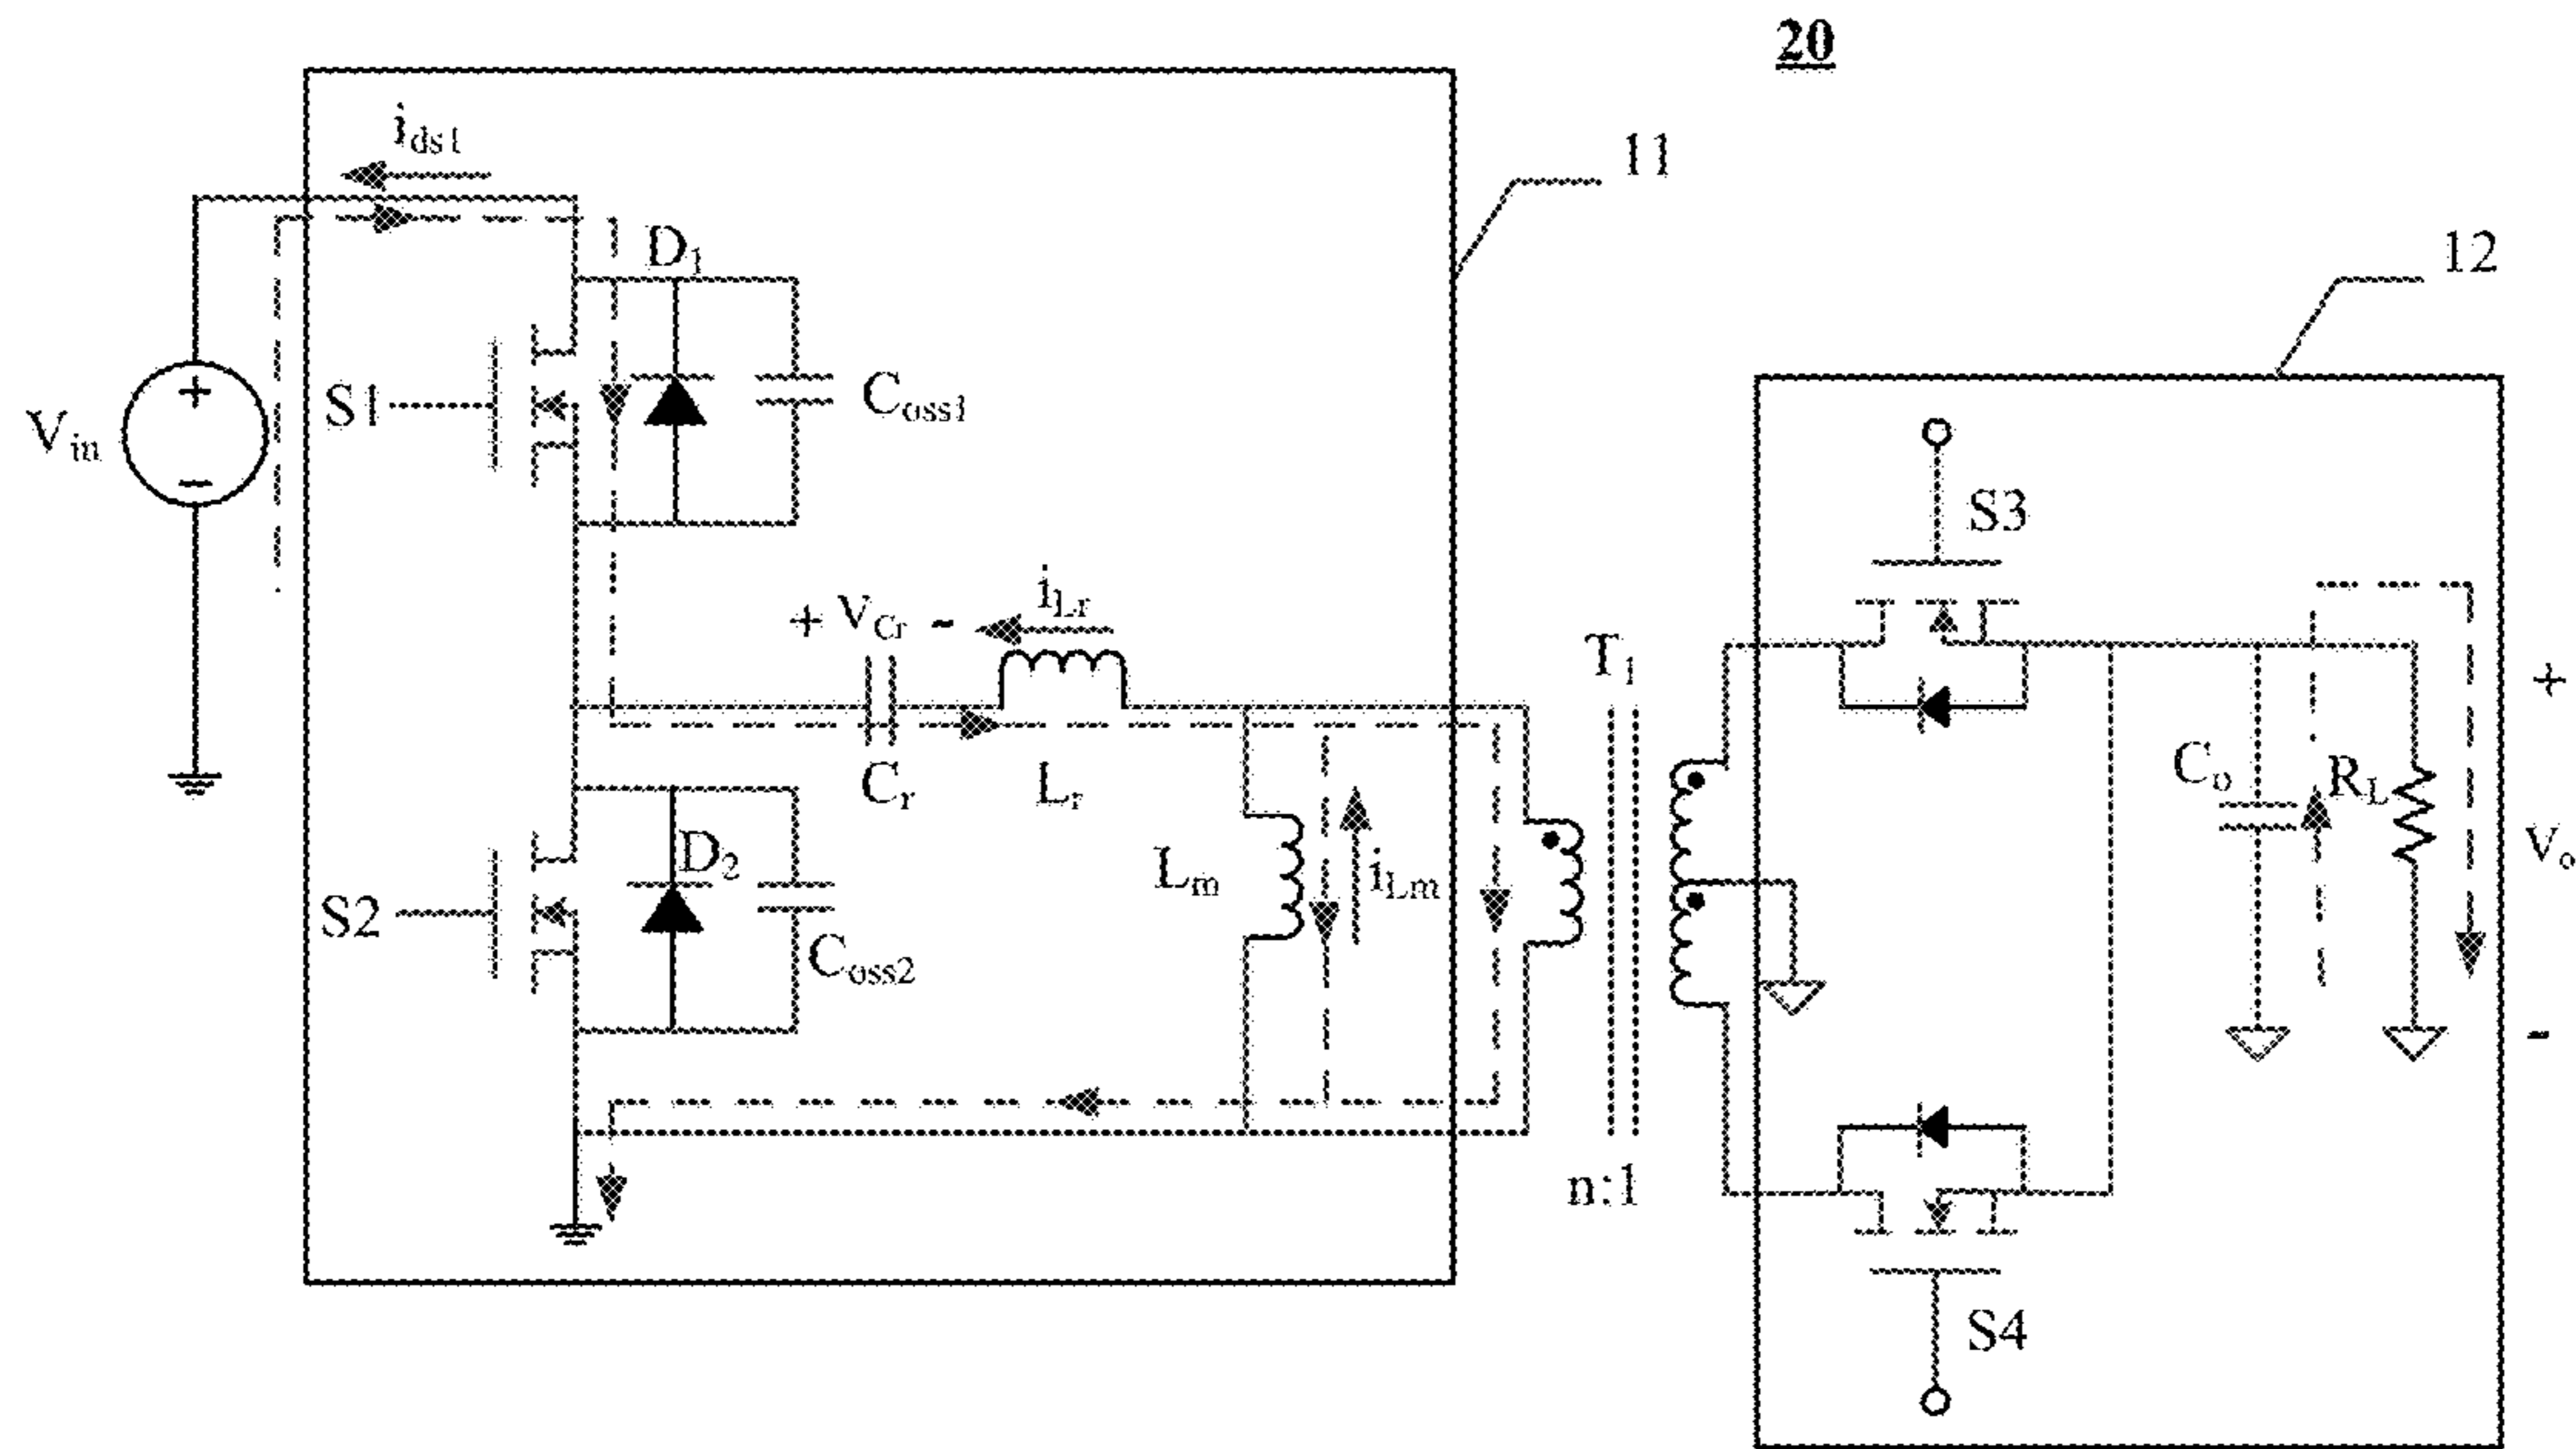 20
i_ds1
11
D_1
12
V_in
+
-
S1
C_oss1
S3
+ V_Cr -
i_Lr
T_1
+
C_r
L_r
C_o
R_L
D_2
L_m
i_Lm
V_o
S2
C_oss2
-
n:1
S4